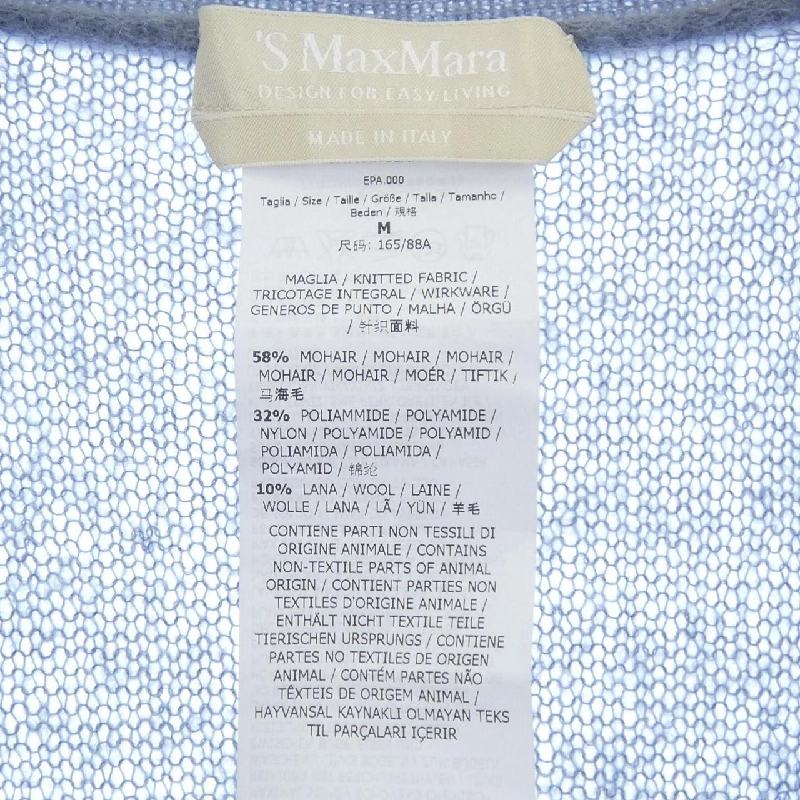 'S MaxMara
DESIGN FOR EASY-LIVING
MADE IN ITALY
EPA.000
Taglia / Size / Taille / Größe / Talla / Tamanho /
Beden / 規格
M
尺码: 165/88A
MAGLIA / KNITTED FABRIC /
TRICOTAGE INTEGRAL / WIRKWARE /
GENEROS DE PUNTO / MALHA / ÖRGÜ
/ 针织面料
58% MOHAIR / MOHAIR / MOHAIR /
MOHAIR / MOHAIR / MOÉR / TIFTIK /
马海毛
32% POLIAMMIDE / POLYAMIDE /
NYLON / POLYAMIDE / POLYAMID /
POLIAMIDA / POLIAMIDA /
POLYAMID / 锦纶
10% LANA / WOOL / LAINE /
WOLLE / LANA / LÃ / YÜN / 羊毛
CONTIENE PARTI NON TESSILI DI
ORIGINE ANIMALE / CONTAINS
NON-TEXTILE PARTS OF ANIMAL
ORIGIN / CONTIENT PARTIES NON
TEXTILES D'ORIGINE ANIMALE /
ENTHÄLT NICHT TEXTILE TEILE
TIERISCHEN URSPRUNGS / CONTIENE
PARTES NO TEXTILES DE ORIGEN
ANIMAL / CONTÉM PARTES NÃO
TÊXTEIS DE ORIGEM ANIMAL /
HAYVANSAL KAYNAKLI OLMAYAN TEKS
TIL PARÇALARI IÇERIR